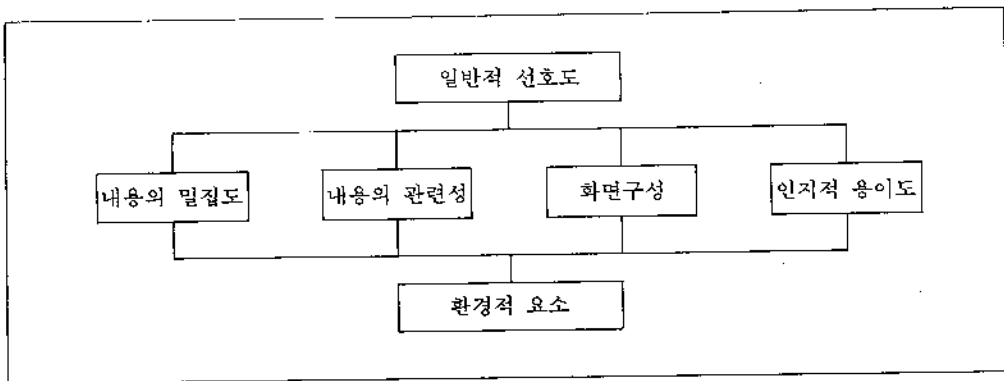 일반적 선호도
내용의 밀집도
내용의 관련성
화면구성
인지적 용이도
환경적 요소